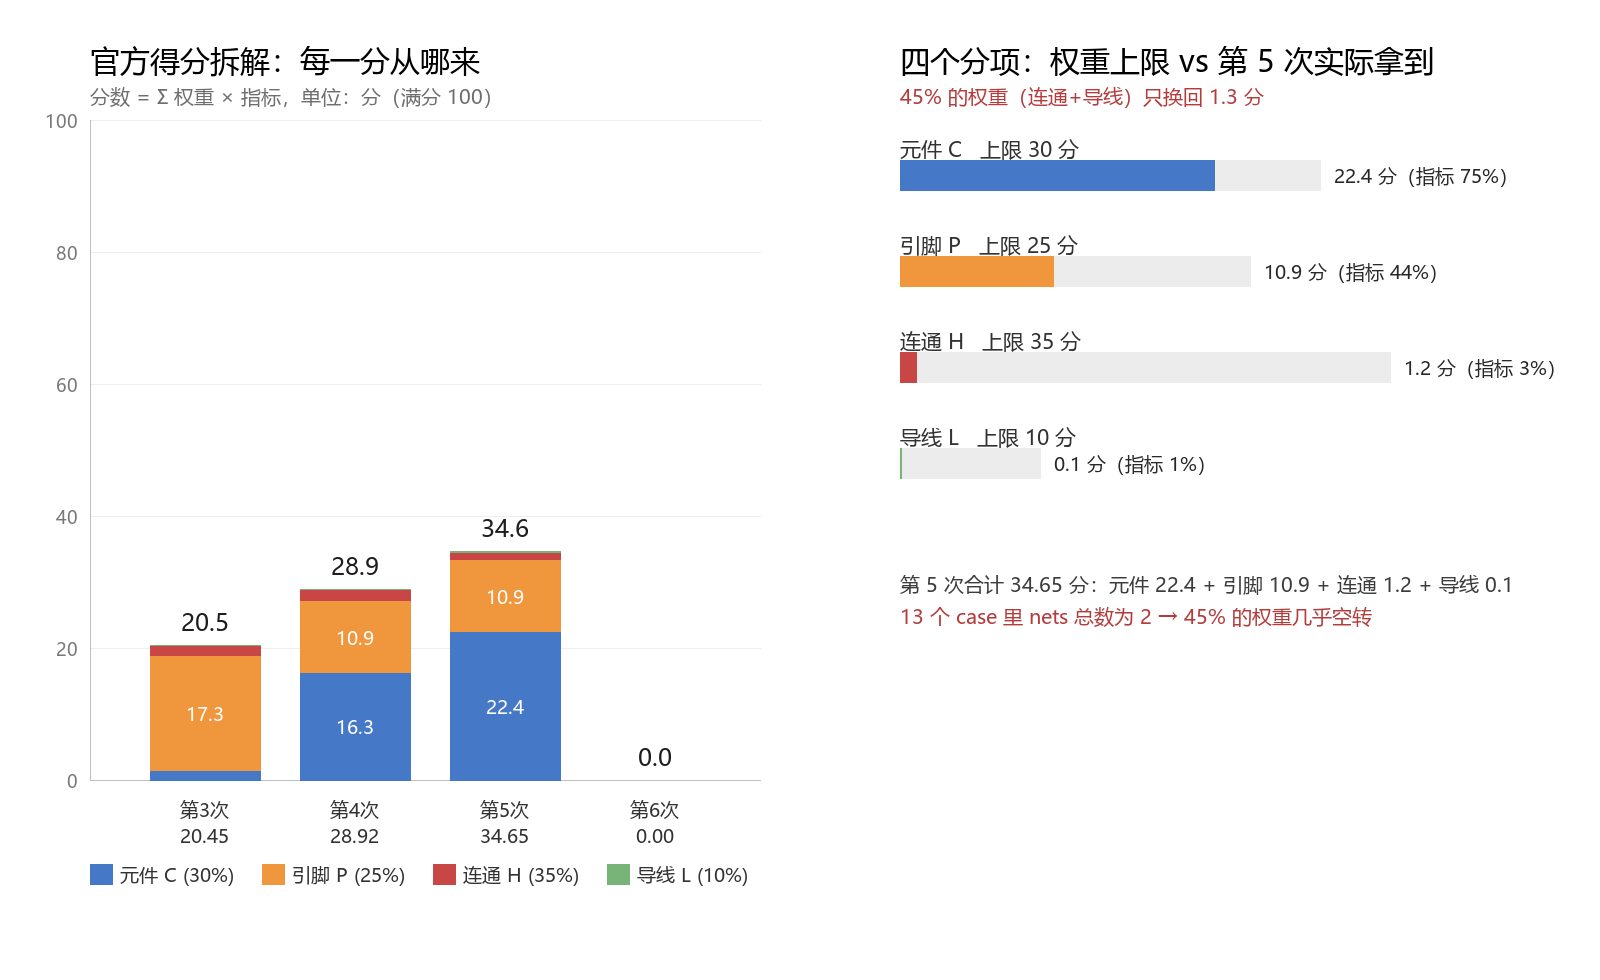 官方得分拆解：每一分从哪来
分数 = Σ 权重 × 指标，单位：分（满分 100）
100
80
60
40
20
0
20.5
17.3
28.9
10.9
16.3
34.6
10.9
22.4
0.0
第3次
20.45
第4次
28.92
第5次
34.65
第6次
0.00
元件 C (30%)
引脚 P (25%)
连通 H (35%)
导线 L (10%)
四个分项：权重上限 vs 第 5 次实际拿到
45% 的权重（连通+导线）只换回 1.3 分
元件 C 上限 30 分
22.4 分（指标 75%）
引脚 P 上限 25 分
10.9 分（指标 44%）
连通 H 上限 35 分
1.2 分（指标 3%）
导线 L 上限 10 分
0.1 分（指标 1%）
第 5 次合计 34.65 分：元件 22.4 + 引脚 10.9 + 连通 1.2 + 导线 0.1
13 个 case 里 nets 总数为 2 → 45% 的权重几乎空转